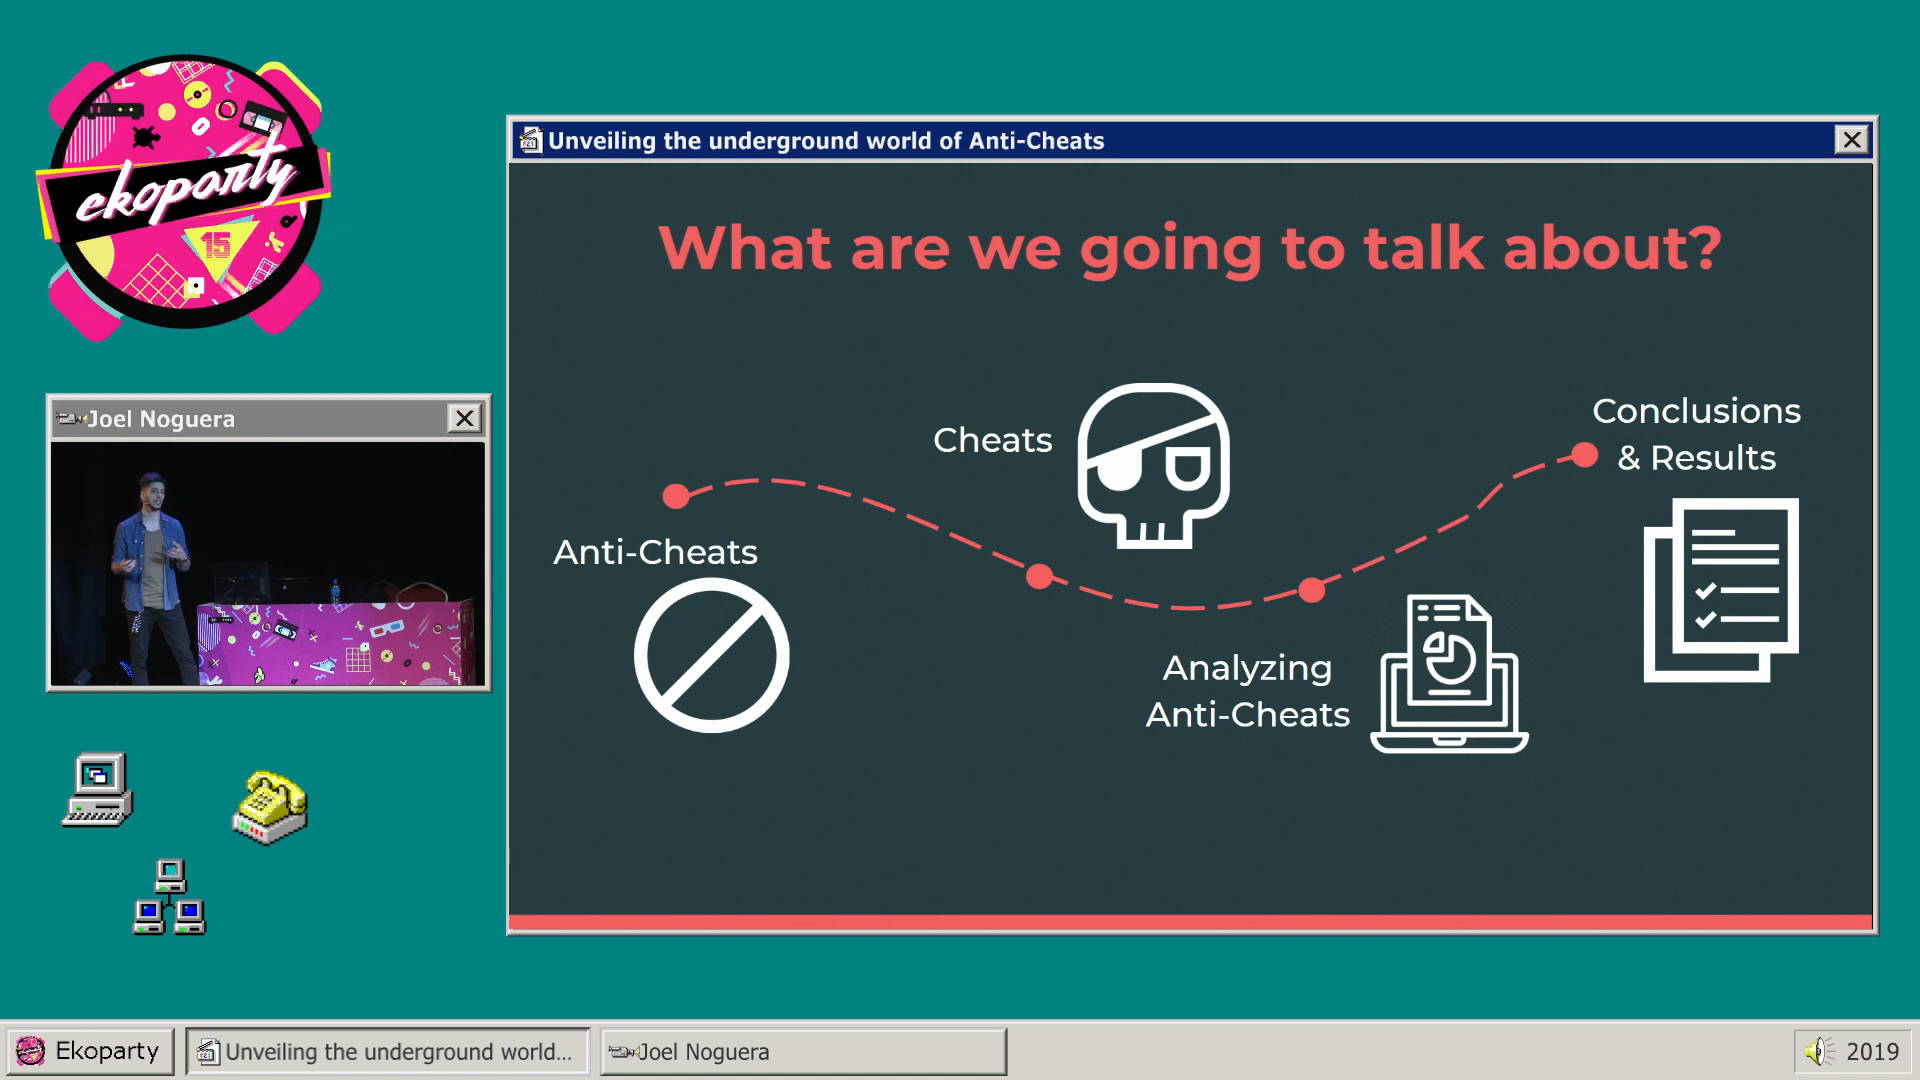 ekoparty
15
Unveiling the underground world of Anti-Cheats
What are we going to talk about?
Cheats
Conclusions
& Results
Anti-Cheats
Analyzing
Anti-Cheats
Joel Noguera
Ekoparty
Unveiling the underground world...
Joel Noguera
2019